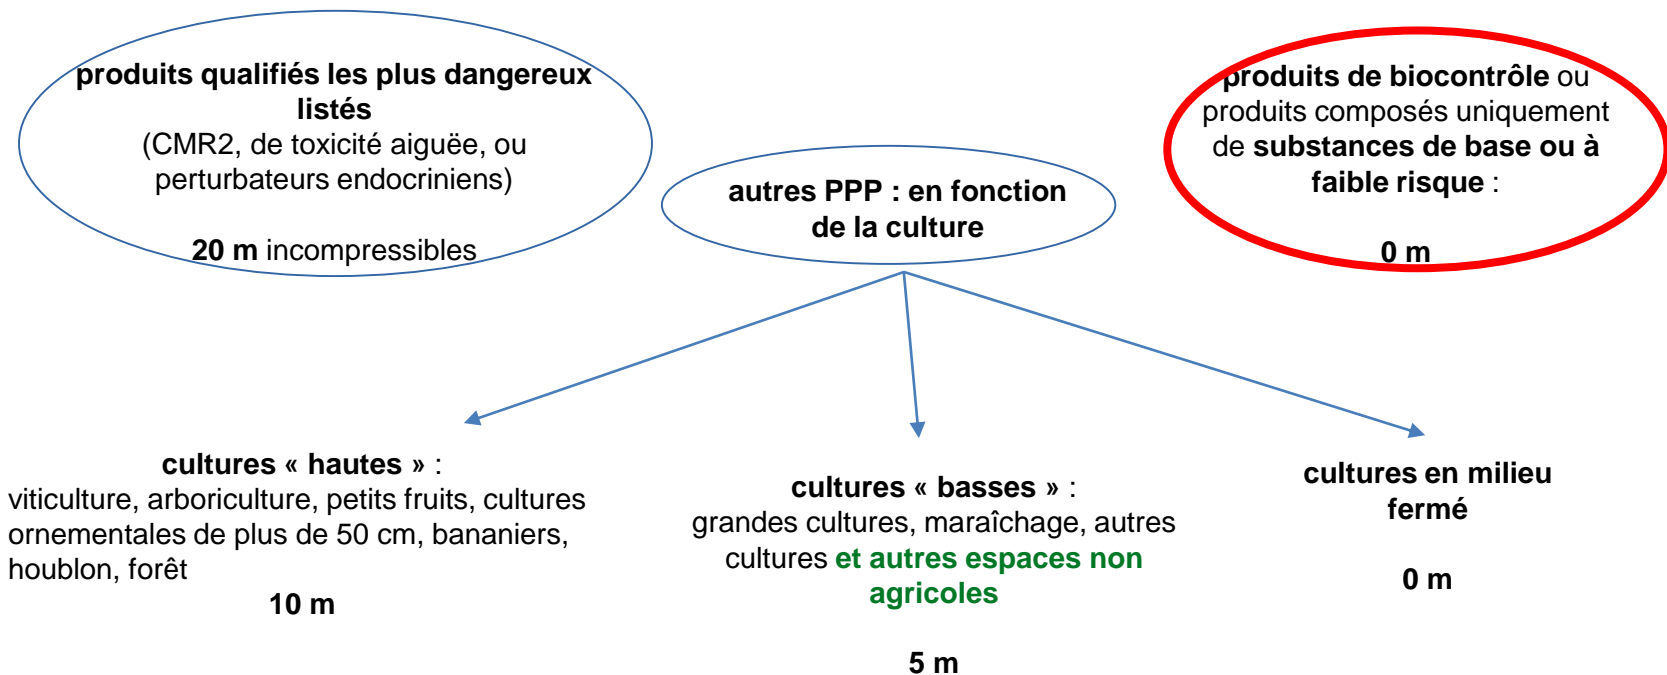 produits qualifiés les plus dangereux
listés
(CMR2, de toxicité aiguëe, ou
perturbateurs endocriniens)
20 m incompressibles
autres PPP : en fonction
de la culture
produits de biocontrôle ou
produits composés uniquement
de substances de base ou à
faible risque :
0 m
cultures « hautes » :
viticulture, arboriculture, petits fruits, cultures
ornementales de plus de 50 cm, bananiers,
houblon, forêt
10 m
cultures « basses » :
grandes cultures, maraîchage, autres
cultures et autres espaces non
agricoles
5 m
cultures en milieu
fermé
0 m